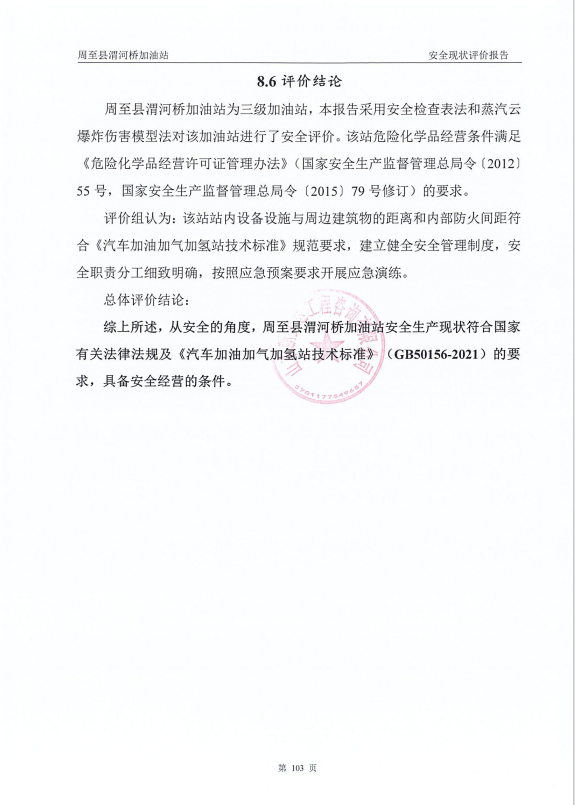 周至县渭河桥加油站 安全现状评价报告
8.6 评价结论
周至县渭河桥加油站为三级加油站，本报告采用安全检查表法和蒸汽云
爆炸伤害模型法对该加油站进行了安全评价。该站危险化学品经营条件满足
《危险化学品经营许可证管理办法》（国家安全生产监督管理总局令〔2012〕
55 号，国家安全生产监督管理总局令〔2015〕79 号修订）的要求。
评价组认为：该站站内设备设施与周边建筑物的距离和内部防火间距符
合《汽车加油加气加氢站技术标准》规范要求，建立健全安全管理制度，安
全职责分工细致明确，按照应急预案要求开展应急演练。
总体评价结论：
综上所述，从安全的角度，周至县渭河桥加油站安全生产现状符合国家
有关法律法规及《汽车加油加气加氢站技术标准》（GB50156-2021）的要
求，具备安全经营的条件。
工程咨询有限公司
第 103 页